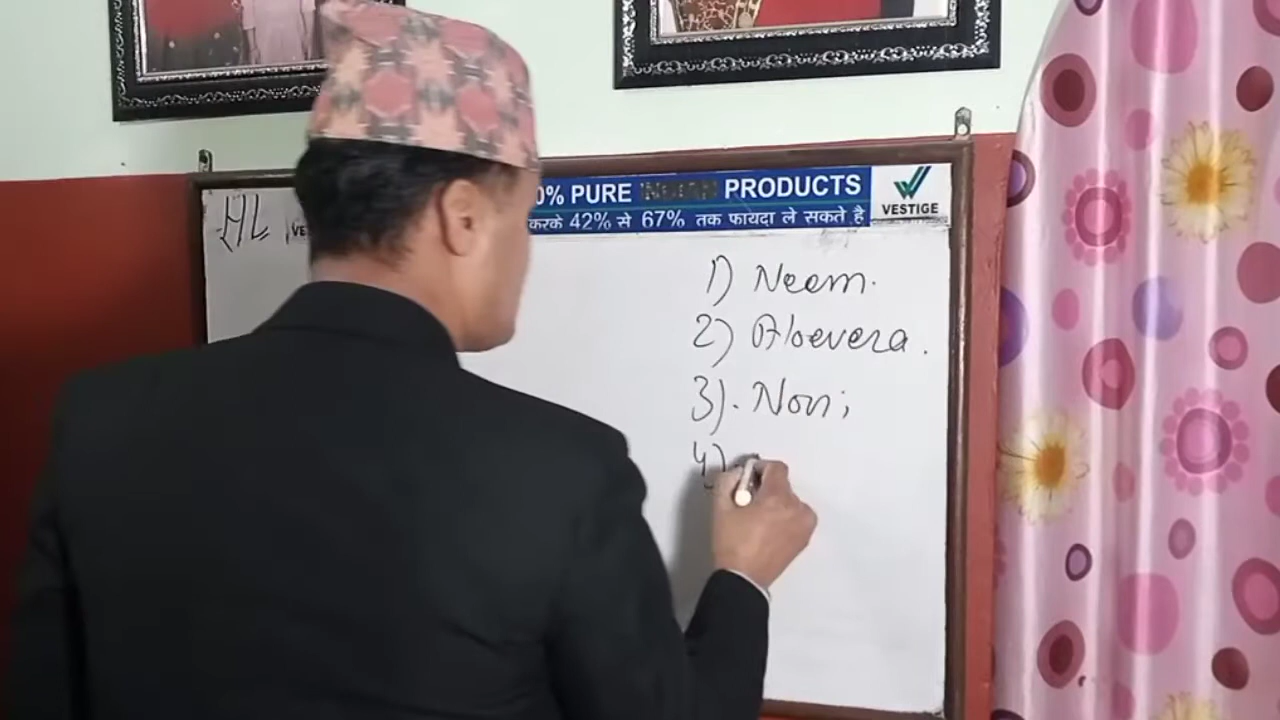 0% PURE PRODUCTS
करके 42% से 67% तक फायदा ले सकते है
VESTIGE
1) Neem.
2) Aloevera.
3). Noni
4)